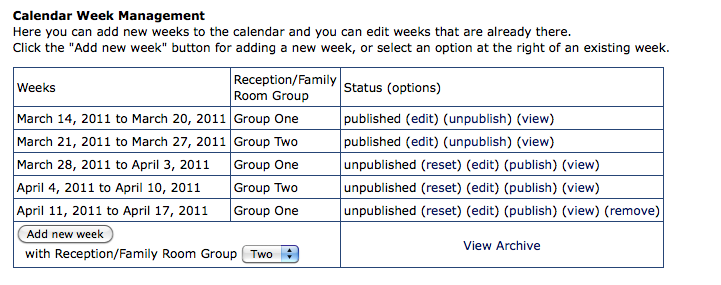 Calendar Week Management
Here you can add new weeks to the calendar and you can edit weeks that are already there.
Click the "Add new week" button for adding a new week, or select an option at the right of an existing week.
Weeks Reception/Family Room Group Status (options)
March 14, 2011 to March 20, 2011 Group One published (edit) (unpublish) (view)
March 21, 2011 to March 27, 2011 Group Two published (edit) (unpublish) (view)
March 28, 2011 to April 3, 2011 Group One unpublished (reset) (edit) (publish) (view)
April 4, 2011 to April 10, 2011 Group Two unpublished (reset) (edit) (publish) (view)
April 11, 2011 to April 17, 2011 Group One unpublished (reset) (edit) (publish) (view) (remove)
Add new week
with Reception/Family Room Group Two
View Archive